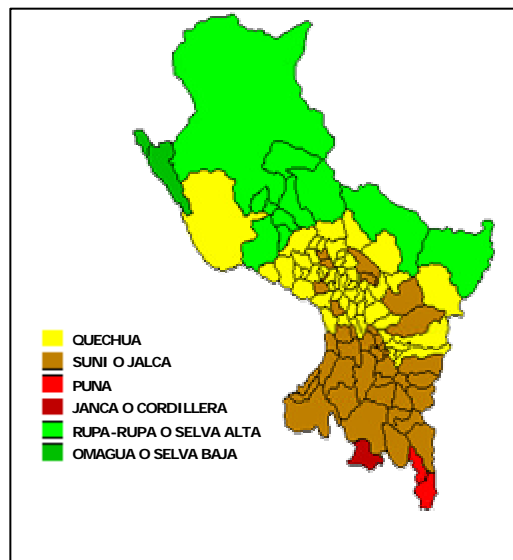 QUECHUA
SUNI O JALCA
PUNA
JANCA O CORDILLERA
RUPA-RUPA O SELVA ALTA
OMAGUA O SELVA BAJA